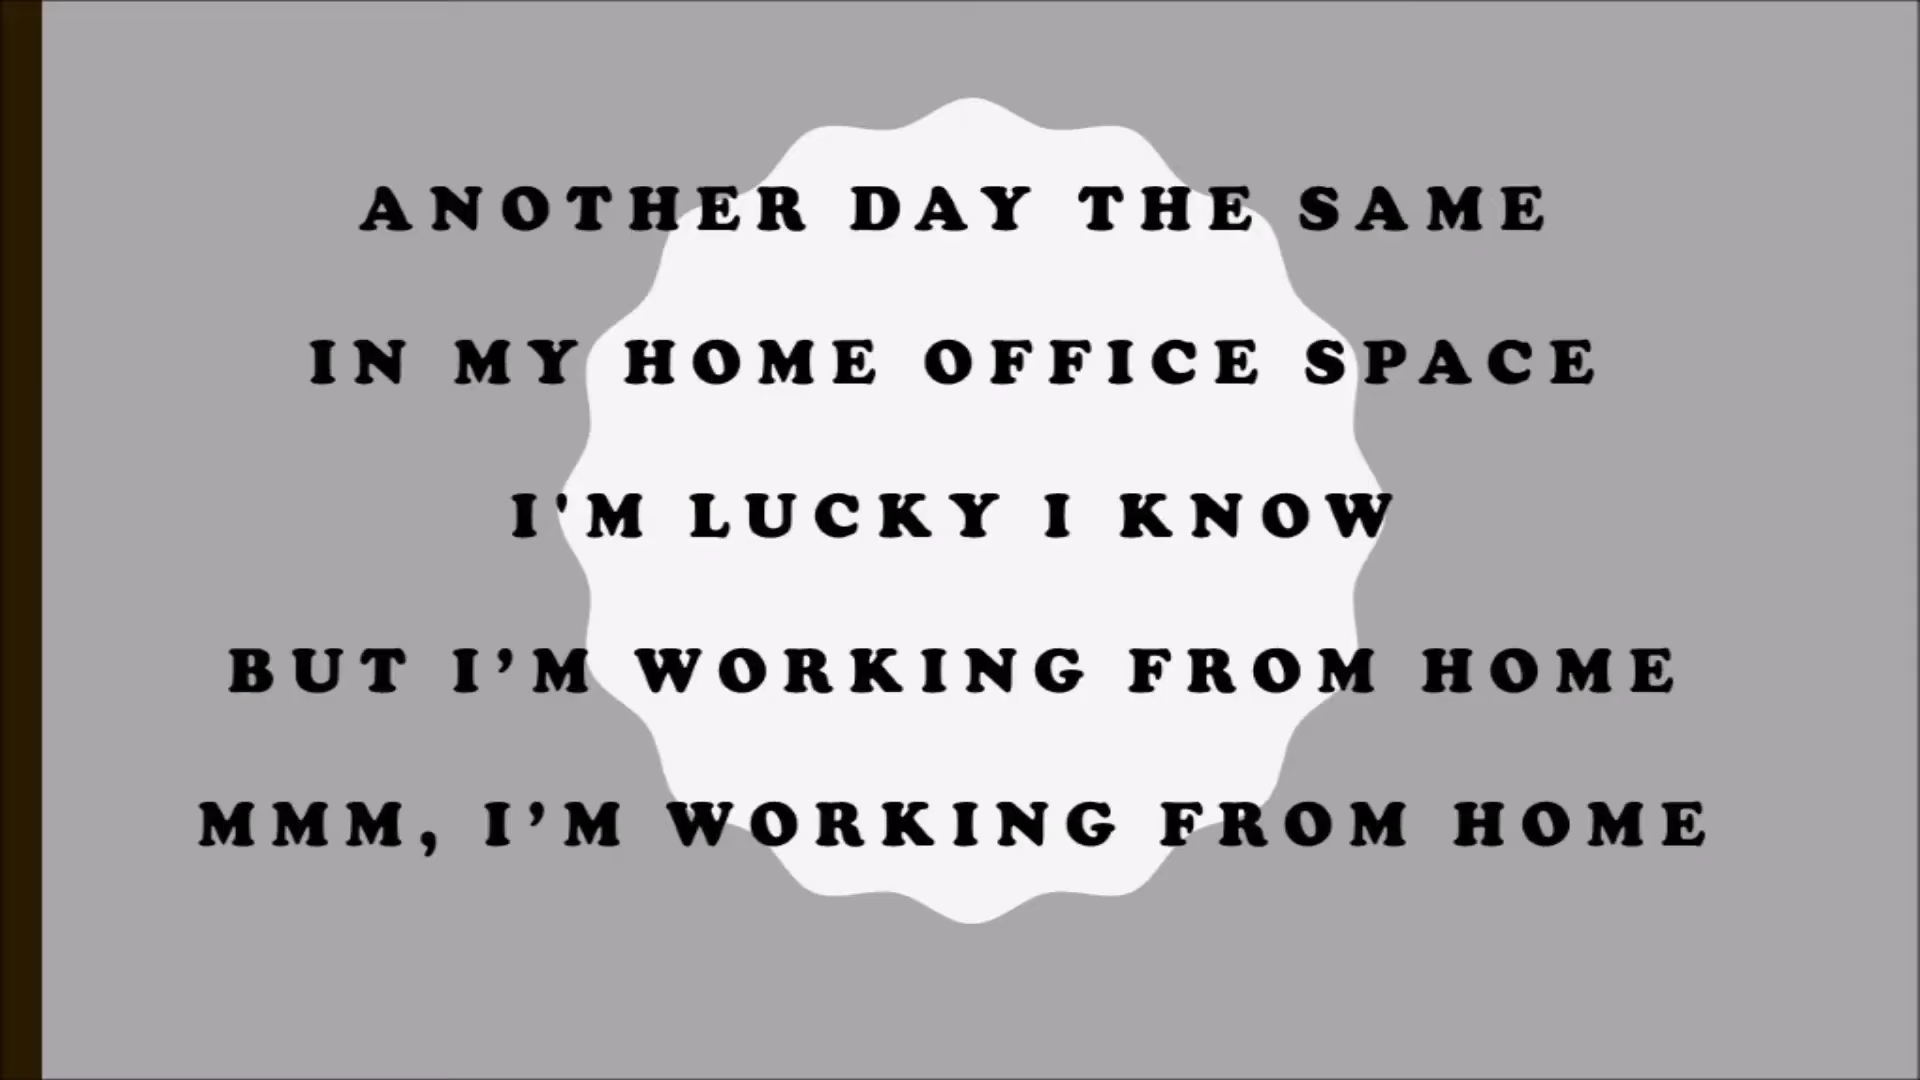 ANOTHER DAY THE SAME
IN MY HOME OFFICE SPACE
I'M LUCKY I KNOW
BUT I’M WORKING FROM HOME
MMM, I’M WORKING FROM HOME